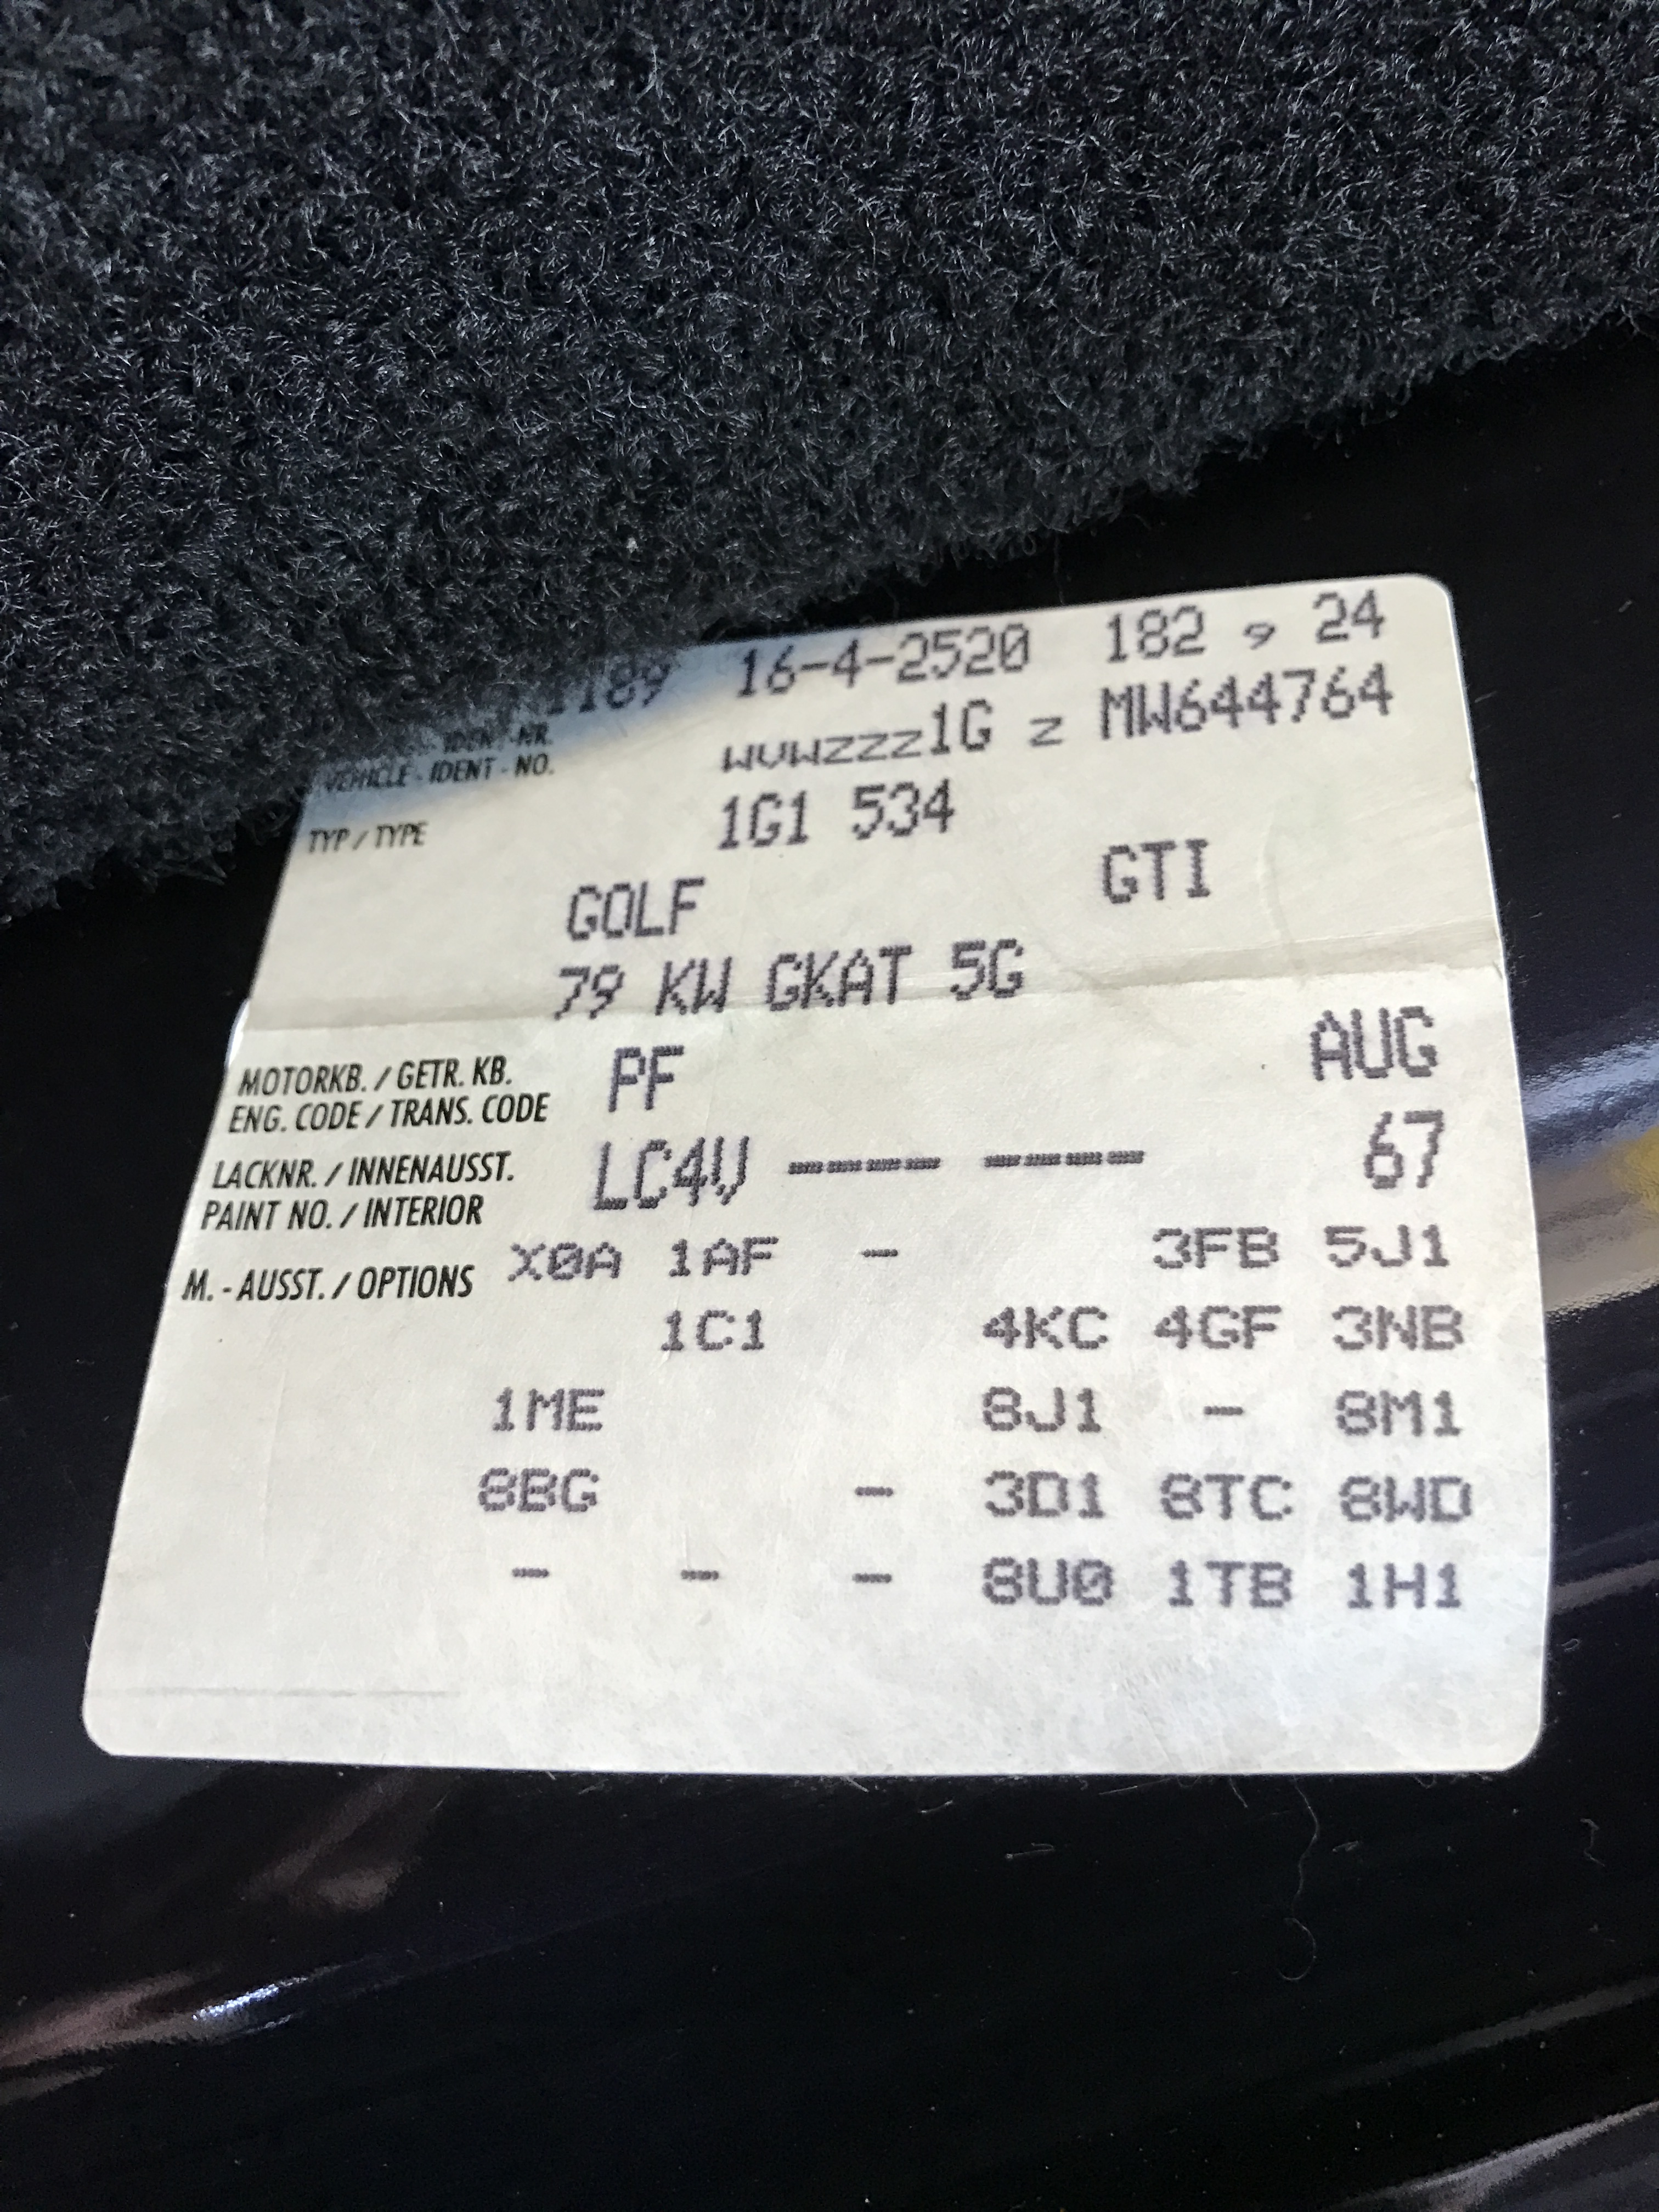 1189 16-4-2520 182 9 24
IDENT-NR. WVWZZZ1G Z MW644764
VEHICLE - IDENT - NO.
TYP / TYPE 1G1 534
GOLF GTI
79 KW GKAT 5G
MOTORKB. / GETR. KB. PF AUG
ENG. CODE / TRANS. CODE
LACKNR. / INNENAUSST. LC4V ---- ---- 67
PAINT NO. / INTERIOR
M. - AUSST. / OPTIONS X0A 1AF - 3FB 5J1
1C1 4KC 4GF 3NB
1ME 8J1 - 8M1
8BG - 3D1 8TC 8WD
- - - 8U0 1TB 1H1